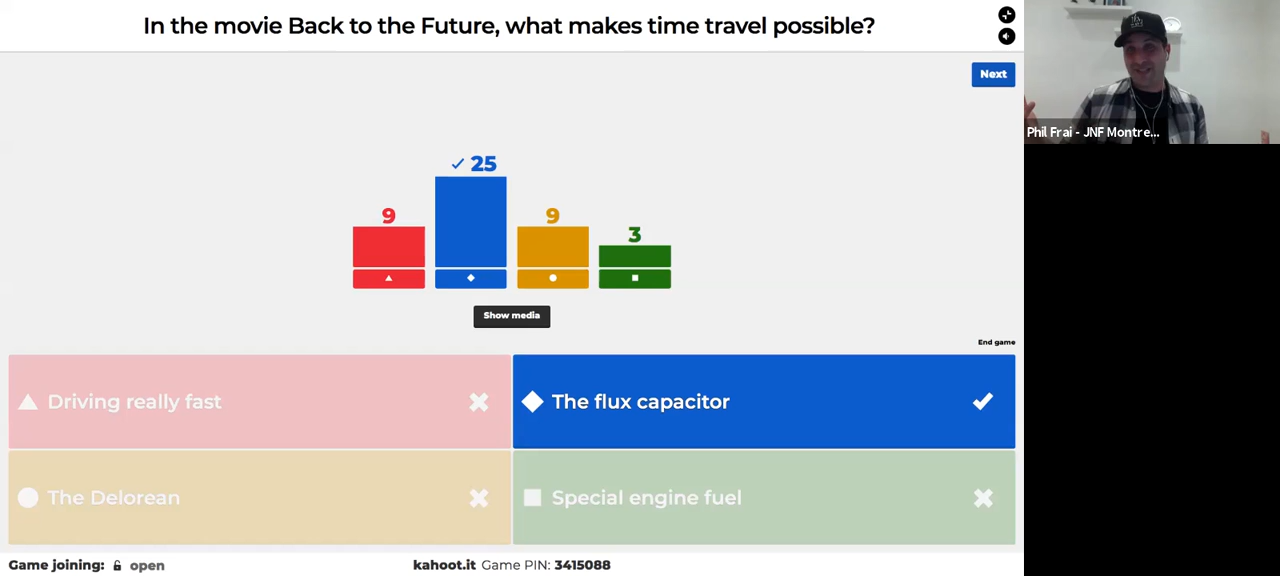 In the movie Back to the Future, what makes time travel possible?
Next
Phil Frai - JNF Montre...
25
9
9
3
Show media
End game
Driving really fast
The flux capacitor
The Delorean
Special engine fuel
Game joining: open
kahoot.it Game PIN: 3415088